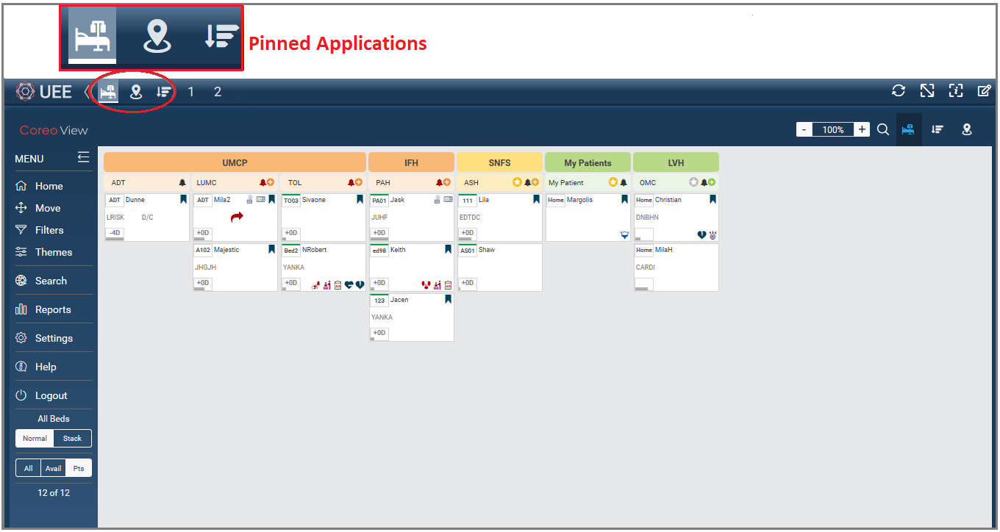 Pinned Applications
UEE 1 2
Coreo View - 100% +
MENU
Home
Move
Filters
Themes
Search
Reports
Settings
Help
Logout
All Beds
Normal Stack
All Avail Pts
12 of 12
UMCP IFH SNFS My Patients LVH
ADT LUMC TOL PAH ASH My Patient OMC
ADT Dunne
LRISK D/C
-4D
ADT Mila2
+0D
A102 Majestic
JHGJH
+0D
TO03 Sivaone
+0D
Bed2 NRobert
YANKA
+0D
PA01 Jask
JUHF
+0D
ed98 Keith
+0D
123 Jacen
YANKA
+0D
111 Lila
EDTDC
+0D
AS01 Shaw
+0D
Home Margolis
Home Christian
DNBHN
Home MilaH
CARDI